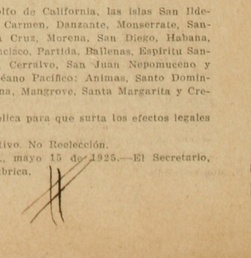 olfo de California, las islas San Ilde-
Carmen, Danzante, Monserrate, San-
Cruz, Morena, San Diego, Habana,
cisco, Partida, Ballenas, Espíritu San-
Cerralvo, San Juan Nepomuceno y
éano Pacífico: Animas, Santo Domin-
na, Mangrove, Santa Margarita y Cre-
blica para que surta los efectos legales
tivo. No Reelección.
, mayo 15 de 1925.—El Secretario,
úbrica.